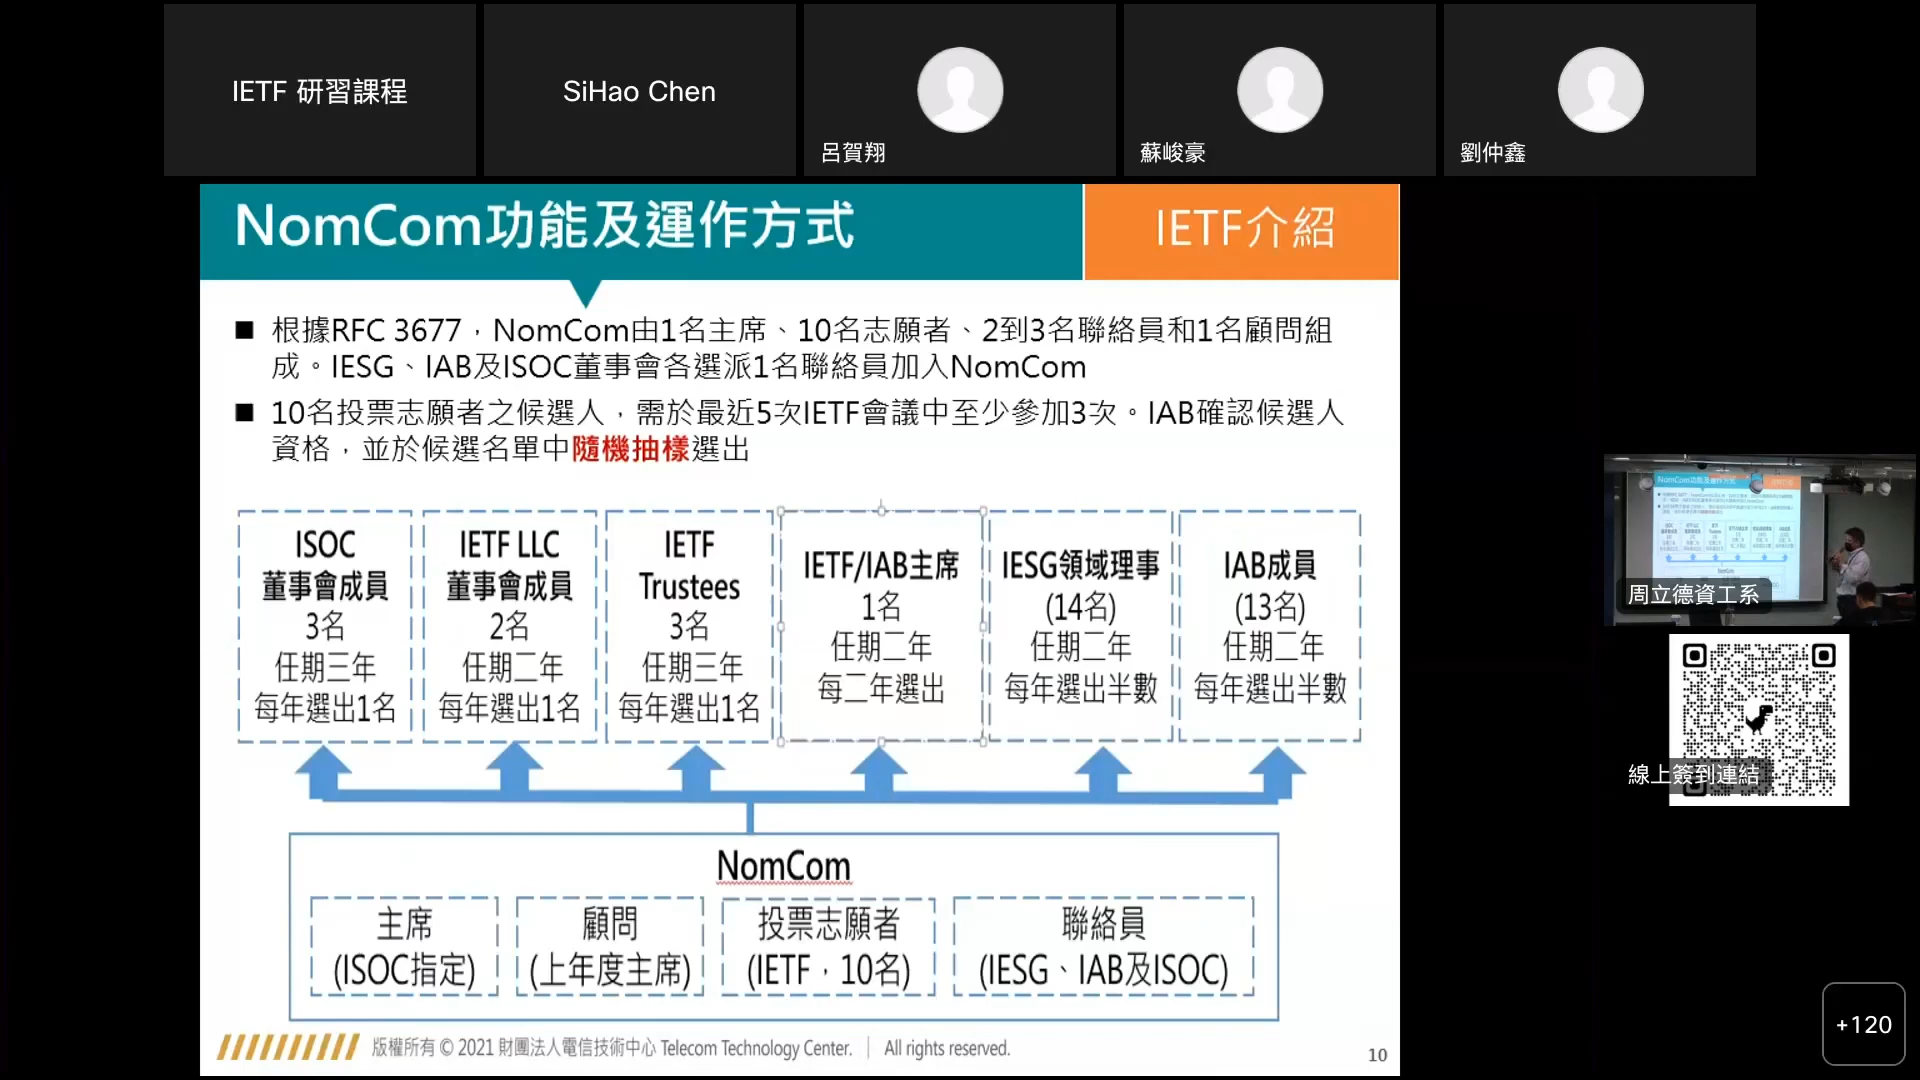 IETF 研習課程
SiHao Chen
呂賀翔
蘇峻豪
劉仲鑫
NomCom功能及運作方式
IETF介紹
■ 根據RFC 3677，NomCom由1名主席、10名志願者、2到3名聯絡員和1名顧問組
成。IESG、IAB及ISOC董事會各選派1名聯絡員加入NomCom
■ 10名投票志願者之候選人，需於最近5次IETF會議中至少參加3次。IAB確認候選人
資格，並於候選名單中隨機抽樣選出
ISOC
董事會成員
3名
任期三年
每年選出1名
IETF LLC
董事會成員
2名
任期二年
每年選出1名
IETF
Trustees
3名
任期三年
每年選出1名
IETF/IAB主席
1名
任期二年
每二年選出
IESG領域理事
(14名)
任期二年
每年選出半數
IAB成員
(13名)
任期二年
每年選出半數
NomCom
主席
(ISOC指定)
顧問
(上年度主席)
投票志願者
(IETF，10名)
聯絡員
(IESG、IAB及ISOC)
版權所有 © 2021 財團法人電信技術中心 Telecom Technology Center. | All rights reserved.
10
NomCom功能及運作方式
周立德資工系
線上簽到連結
+120